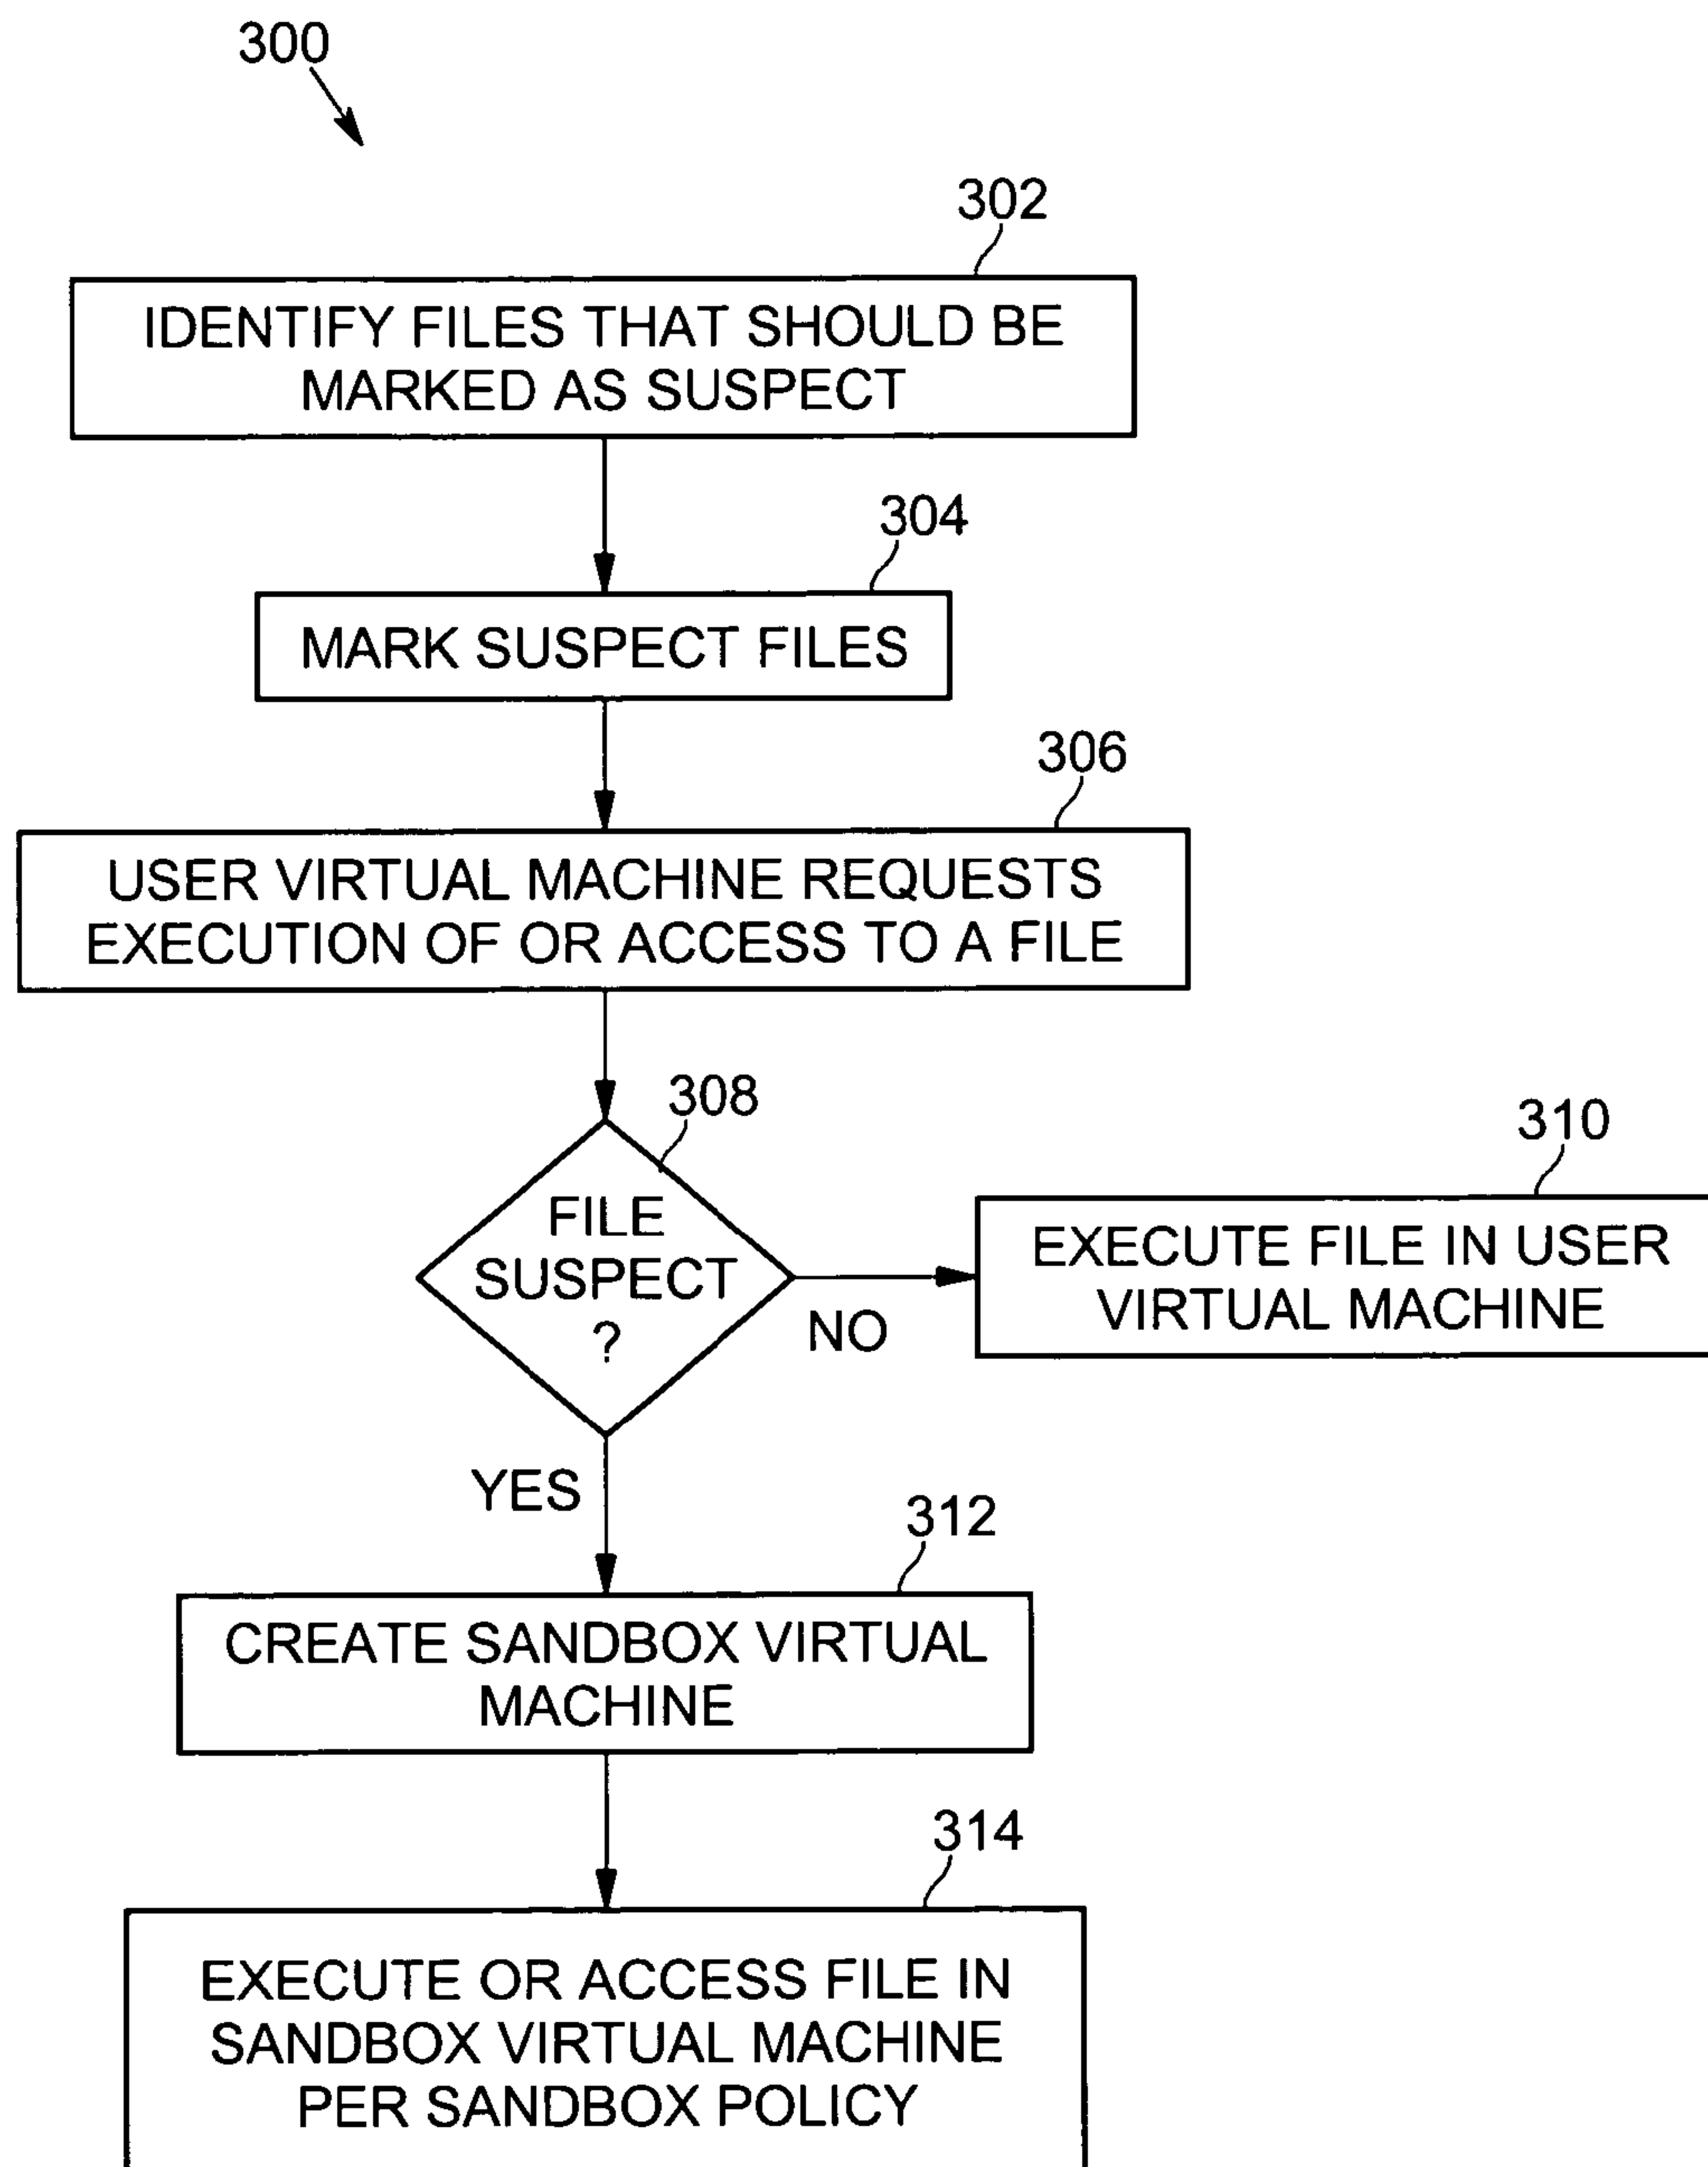 300
302
IDENTIFY FILES THAT SHOULD BE
MARKED AS SUSPECT
304
MARK SUSPECT FILES
306
USER VIRTUAL MACHINE REQUESTS
EXECUTION OF OR ACCESS TO A FILE
308
FILE
SUSPECT
?
NO
310
EXECUTE FILE IN USER
VIRTUAL MACHINE
YES
312
CREATE SANDBOX VIRTUAL
MACHINE
314
EXECUTE OR ACCESS FILE IN
SANDBOX VIRTUAL MACHINE
PER SANDBOX POLICY